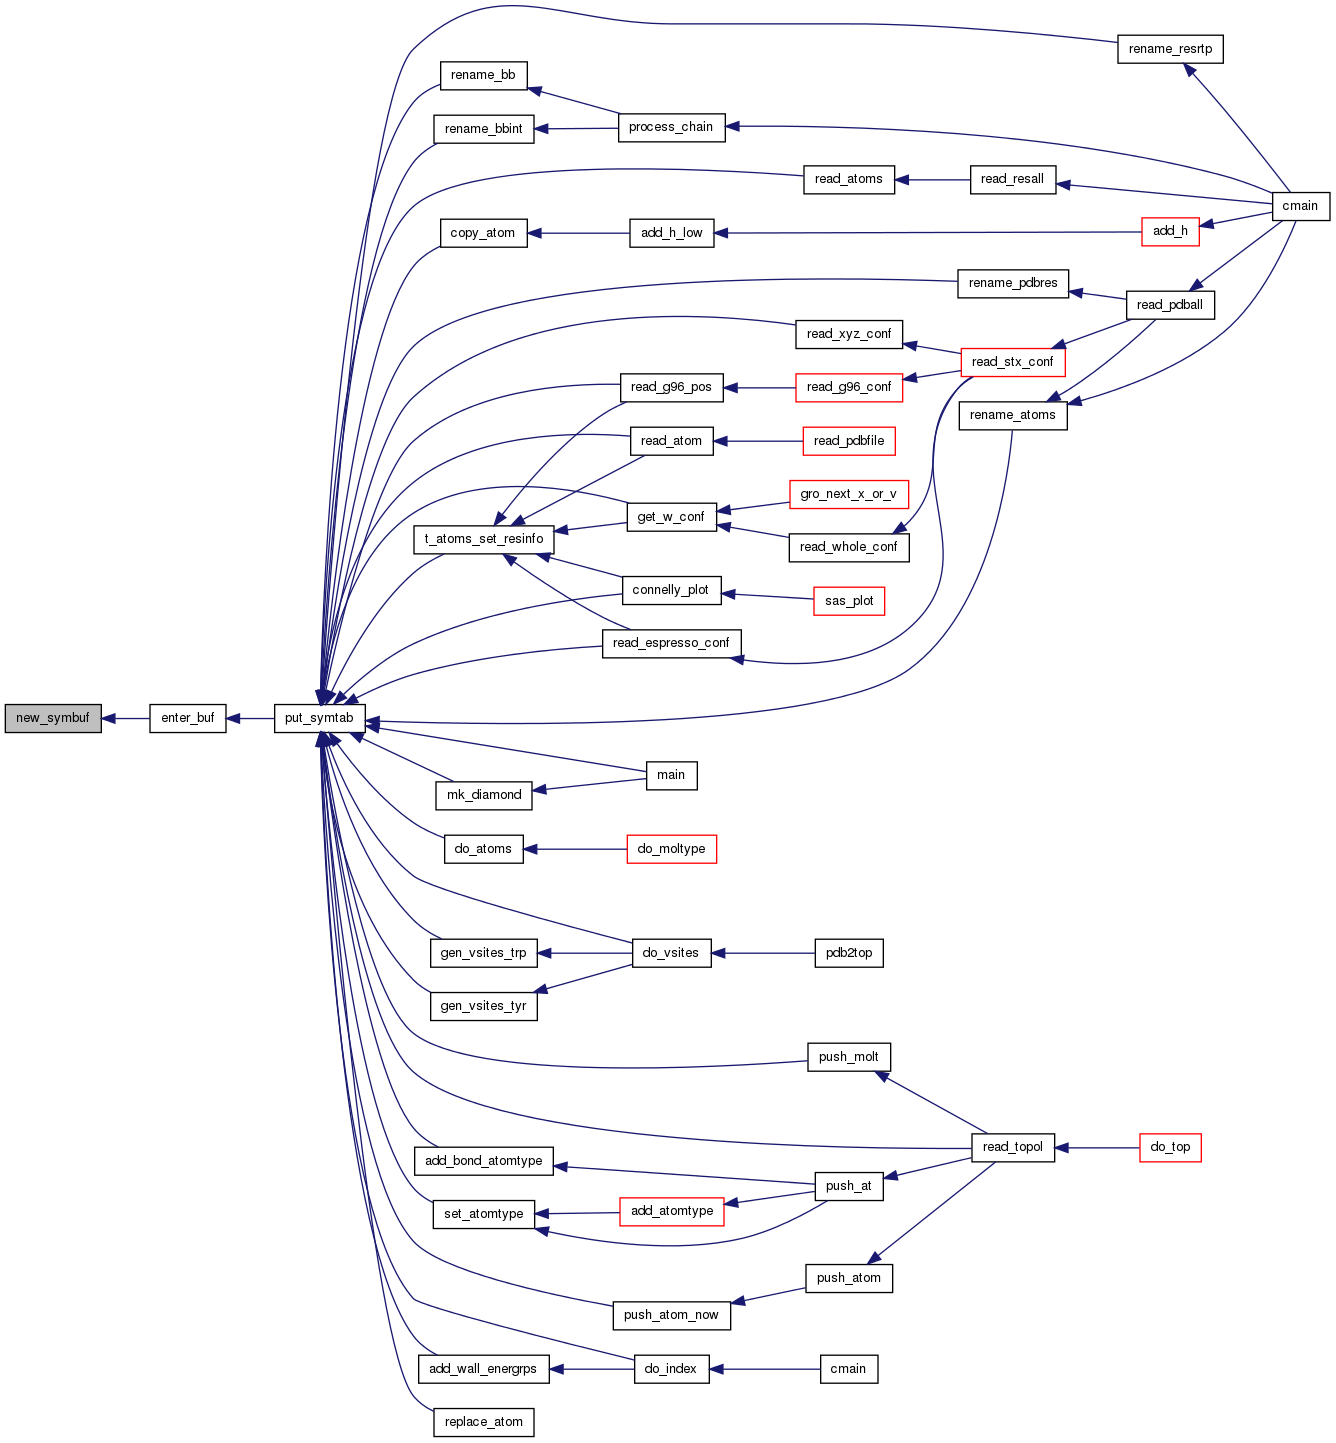 rename_resrtp
rename_bb
rename_bbint
process_chain
read_atoms
read_resall
cmain
copy_atom
add_h_low
add_h
rename_pdbres
read_pdball
read_xyz_conf
read_stx_conf
read_g96_pos
read_g96_conf
rename_atoms
read_atom
read_pdbfile
gro_next_x_or_v
get_w_conf
t_atoms_set_resinfo
read_whole_conf
connelly_plot
sas_plot
read_espresso_conf
new_symbuf
enter_buf
put_symtab
main
mk_diamond
do_atoms
do_moltype
gen_vsites_trp
do_vsites
pdb2top
gen_vsites_tyr
push_molt
read_topol
do_top
add_bond_atomtype
push_at
set_atomtype
add_atomtype
push_atom
push_atom_now
add_wall_energrps
do_index
cmain
replace_atom